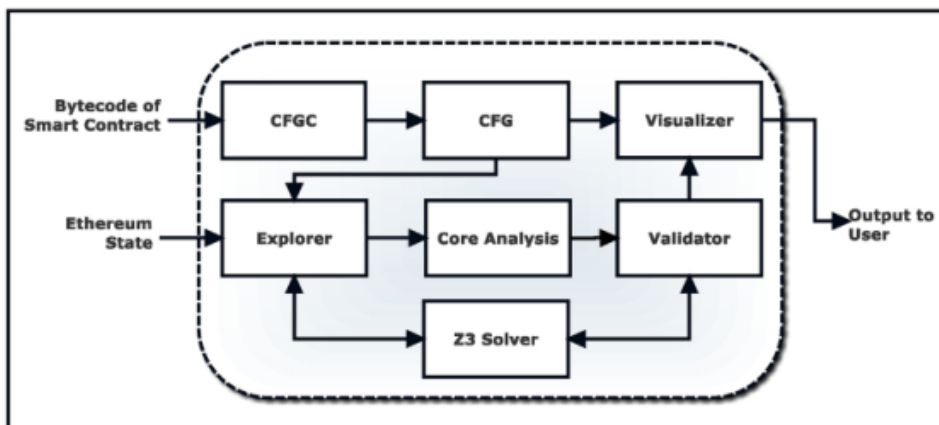 Bytecode of
Smart Contract
CFGC
CFG
Visualizer
Ethereum
State
Explorer
Core Analysis
Validator
Output to
User
Z3 Solver